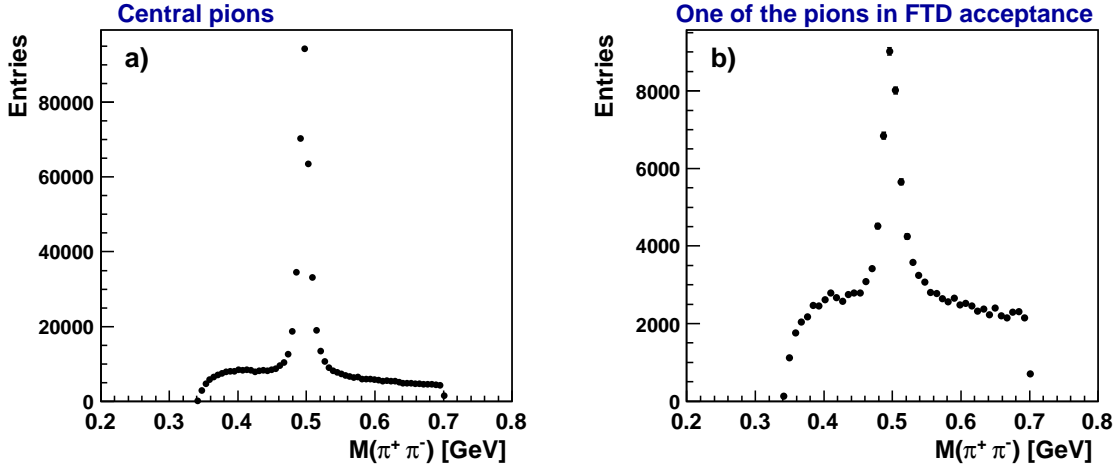 Central pions
a)
Entries
80000
60000
40000
20000
0
0.2 0.3 0.4 0.5 0.6 0.7 0.8
M(π⁺ π⁻) [GeV]
One of the pions in FTD acceptance
b)
Entries
8000
6000
4000
2000
0
0.2 0.3 0.4 0.5 0.6 0.7 0.8
M(π⁺ π⁻) [GeV]